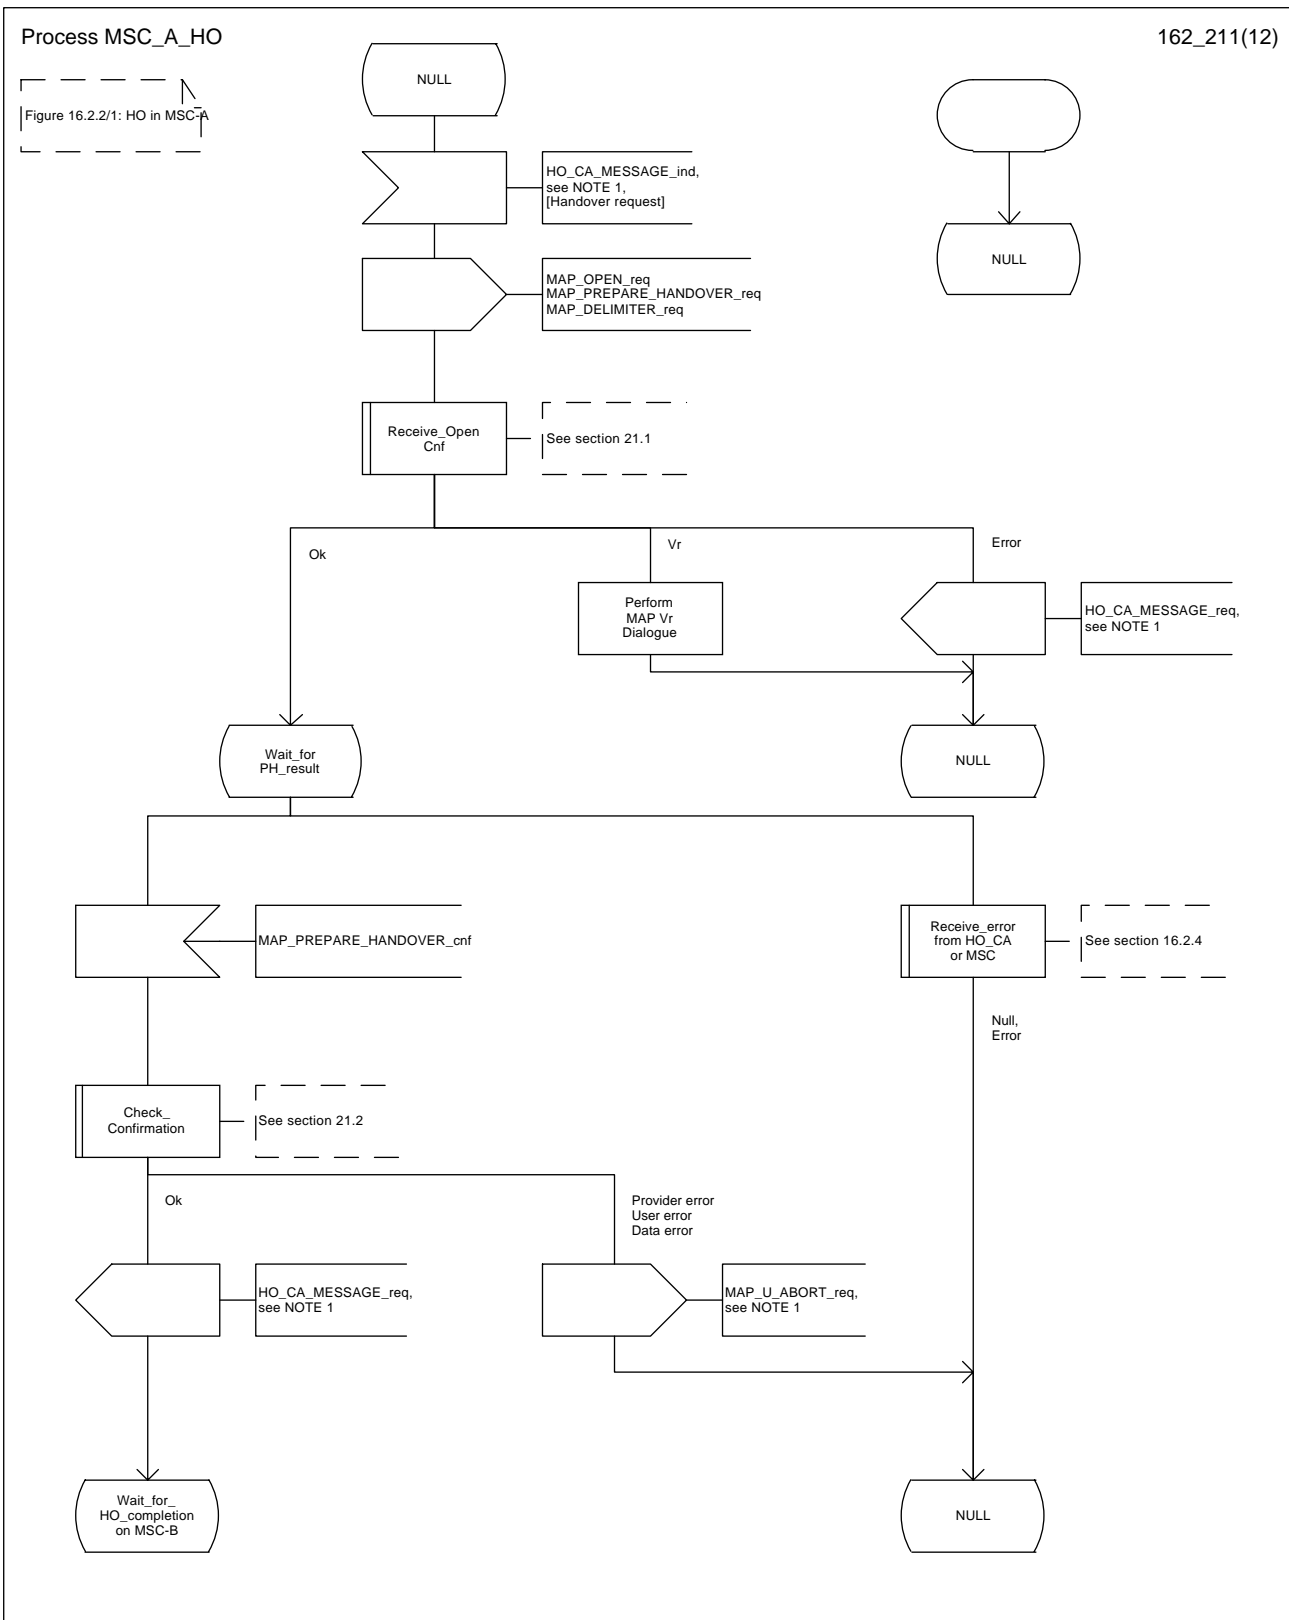 Process MSC_A_HO
162_211(12)
Figure 16.2.2/1: HO in MSC-A
NULL
HO_CA_MESSAGE_ind,
see NOTE 1,
[Handover request]
NULL
MAP_OPEN_req
MAP_PREPARE_HANDOVER_req
MAP_DELIMITER_req
Receive_Open
Cnf
See section 21.1
Ok
Vr
Error
Perform
MAP Vr
Dialogue
HO_CA_MESSAGE_req,
see NOTE 1
Wait_for
PH_result
NULL
MAP_PREPARE_HANDOVER_cnf
Receive_error
from HO_CA
or MSC
See section 16.2.4
Null,
Error
Check_
Confirmation
See section 21.2
Ok
Provider error
User error
Data error
HO_CA_MESSAGE_req,
see NOTE 1
MAP_U_ABORT_req,
see NOTE 1
Wait_for_
HO_completion
on MSC-B
NULL